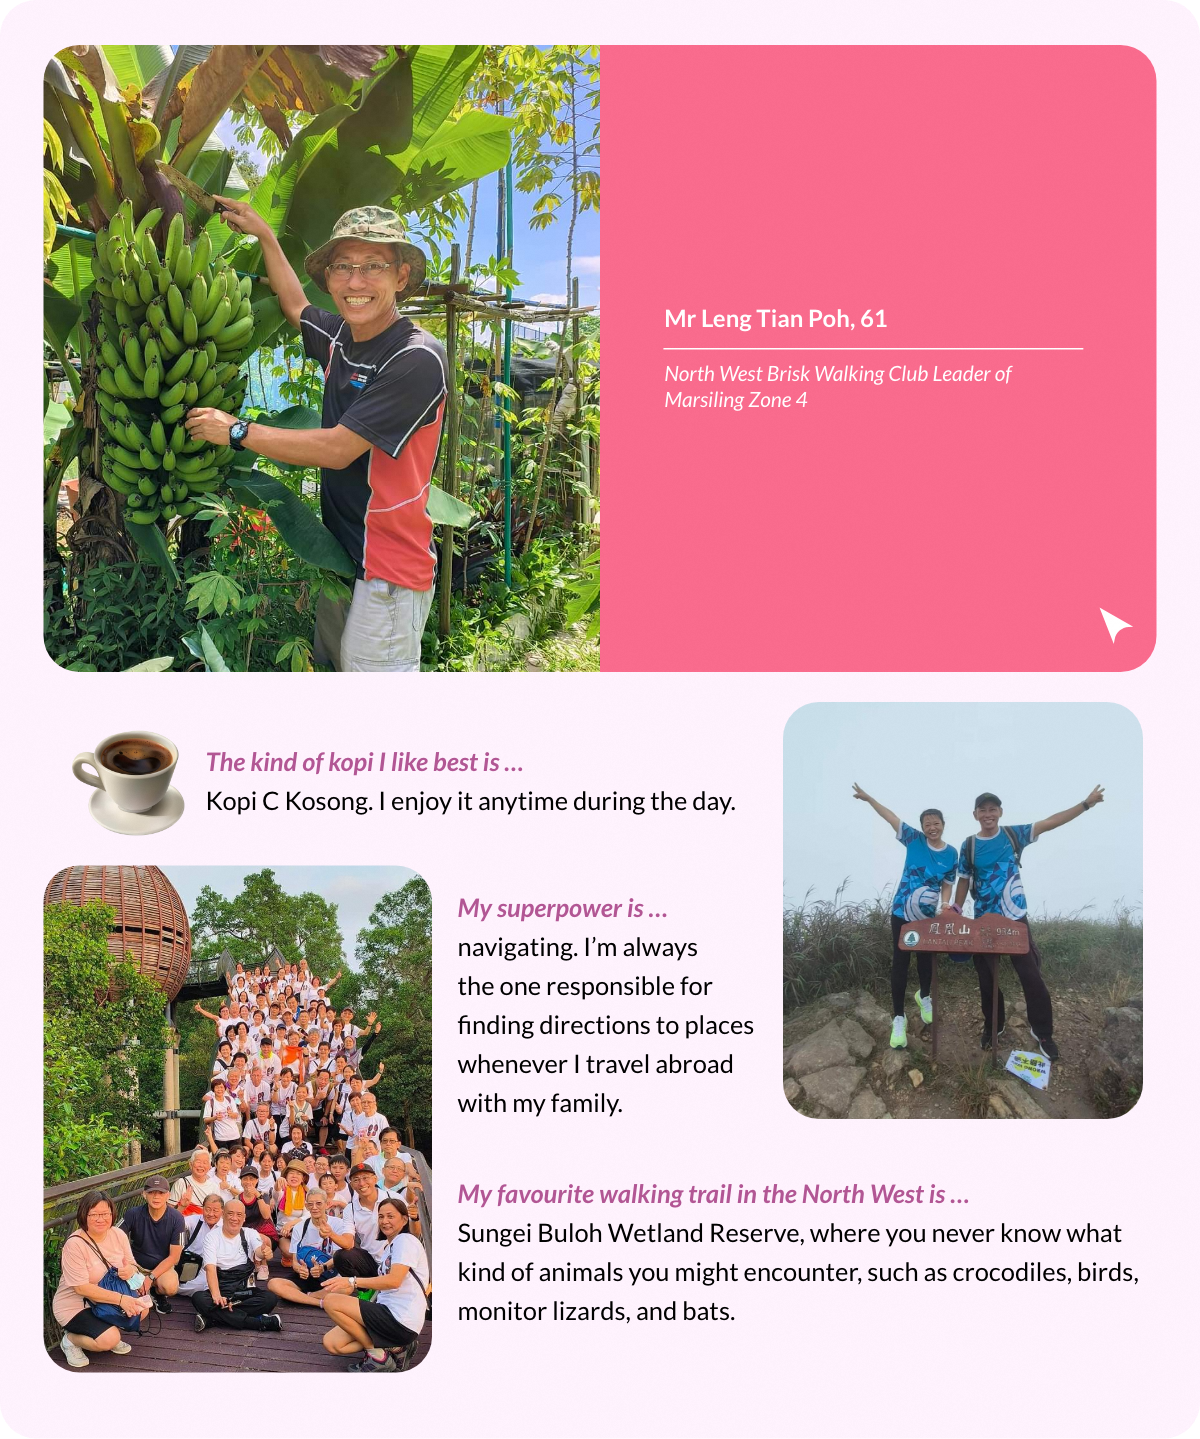 Mr Leng Tian Poh, 61
North West Brisk Walking Club Leader of
Marsiling Zone 4
The kind of kopi I like best is ...
Kopi C Kosong. I enjoy it anytime during the day.
My superpower is ...
navigating. I’m always
the one responsible for
finding directions to places
whenever I travel abroad
with my family.
鳳凰山
934m
My favourite walking trail in the North West is ...
Sungei Buloh Wetland Reserve, where you never know what
kind of animals you might encounter, such as crocodiles, birds,
monitor lizards, and bats.